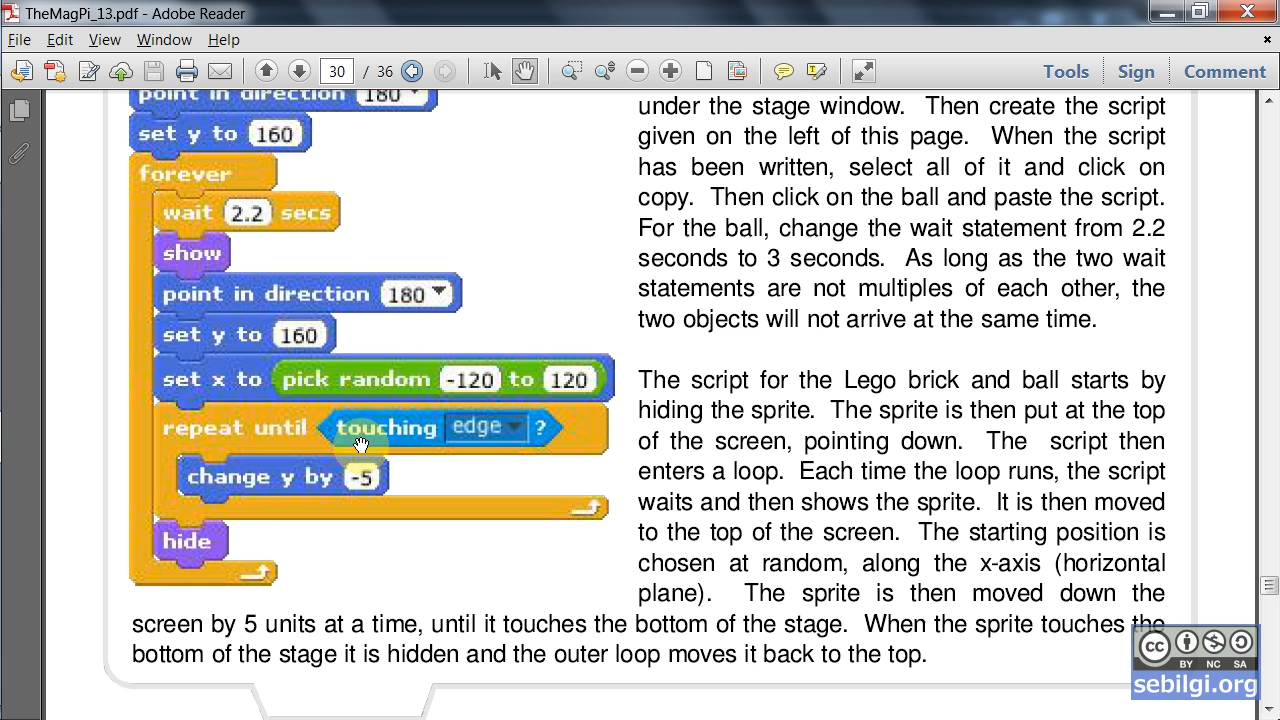 TheMagPi_13.pdf - Adobe Reader
File Edit View Window Help
30 / 36
Tools Sign Comment
point in direction 180
set y to 160
forever
wait 2.2 secs
show
point in direction 180
set y to 160
set x to pick random -120 to 120
repeat until touching edge ?
change y by -5
hide
under the stage window. Then create the script
given on the left of this page. When the script
has been written, select all of it and click on
copy. Then click on the ball and paste the script.
For the ball, change the wait statement from 2.2
seconds to 3 seconds. As long as the two wait
statements are not multiples of each other, the
two objects will not arrive at the same time.
The script for the Lego brick and ball starts by
hiding the sprite. The sprite is then put at the top
of the screen, pointing down. The script then
enters a loop. Each time the loop runs, the script
waits and then shows the sprite. It is then moved
to the top of the screen. The starting position is
chosen at random, along the x-axis (horizontal
plane). The sprite is then moved down the
screen by 5 units at a time, until it touches the bottom of the stage. When the sprite touches the
bottom of the stage it is hidden and the outer loop moves it back to the top.
cc BY NC SA
sebilgi.org